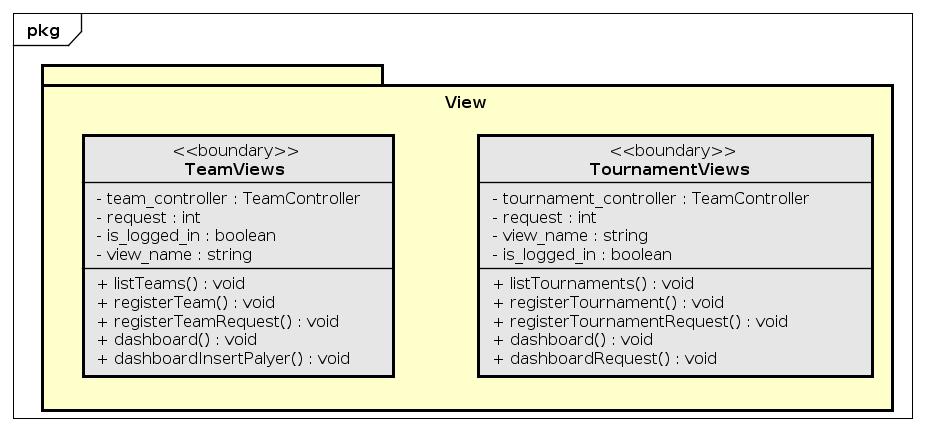 pkg
View
<<boundary>>
TeamViews
- team_controller : TeamController
- request : int
- is_logged_in : boolean
- view_name : string
+ listTeams() : void
+ registerTeam() : void
+ registerTeamRequest() : void
+ dashboard() : void
+ dashboardInsertPalyer() : void
<<boundary>>
TournamentViews
- tournament_controller : TeamController
- request : int
- view_name : string
- is_logged_in : boolean
+ listTournaments() : void
+ registerTournament() : void
+ registerTournamentRequest() : void
+ dashboard() : void
+ dashboardRequest() : void